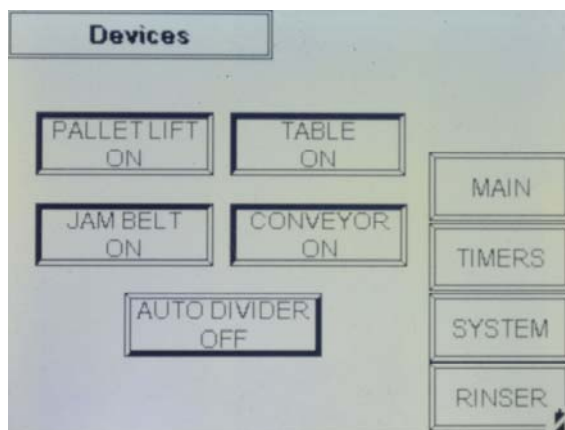 Devices
PALLET LIFT
ON
TABLE
ON
JAM BELT
ON
CONVEYOR
ON
AUTO DIVIDER
OFF
MAIN
TIMERS
SYSTEM
RINSER